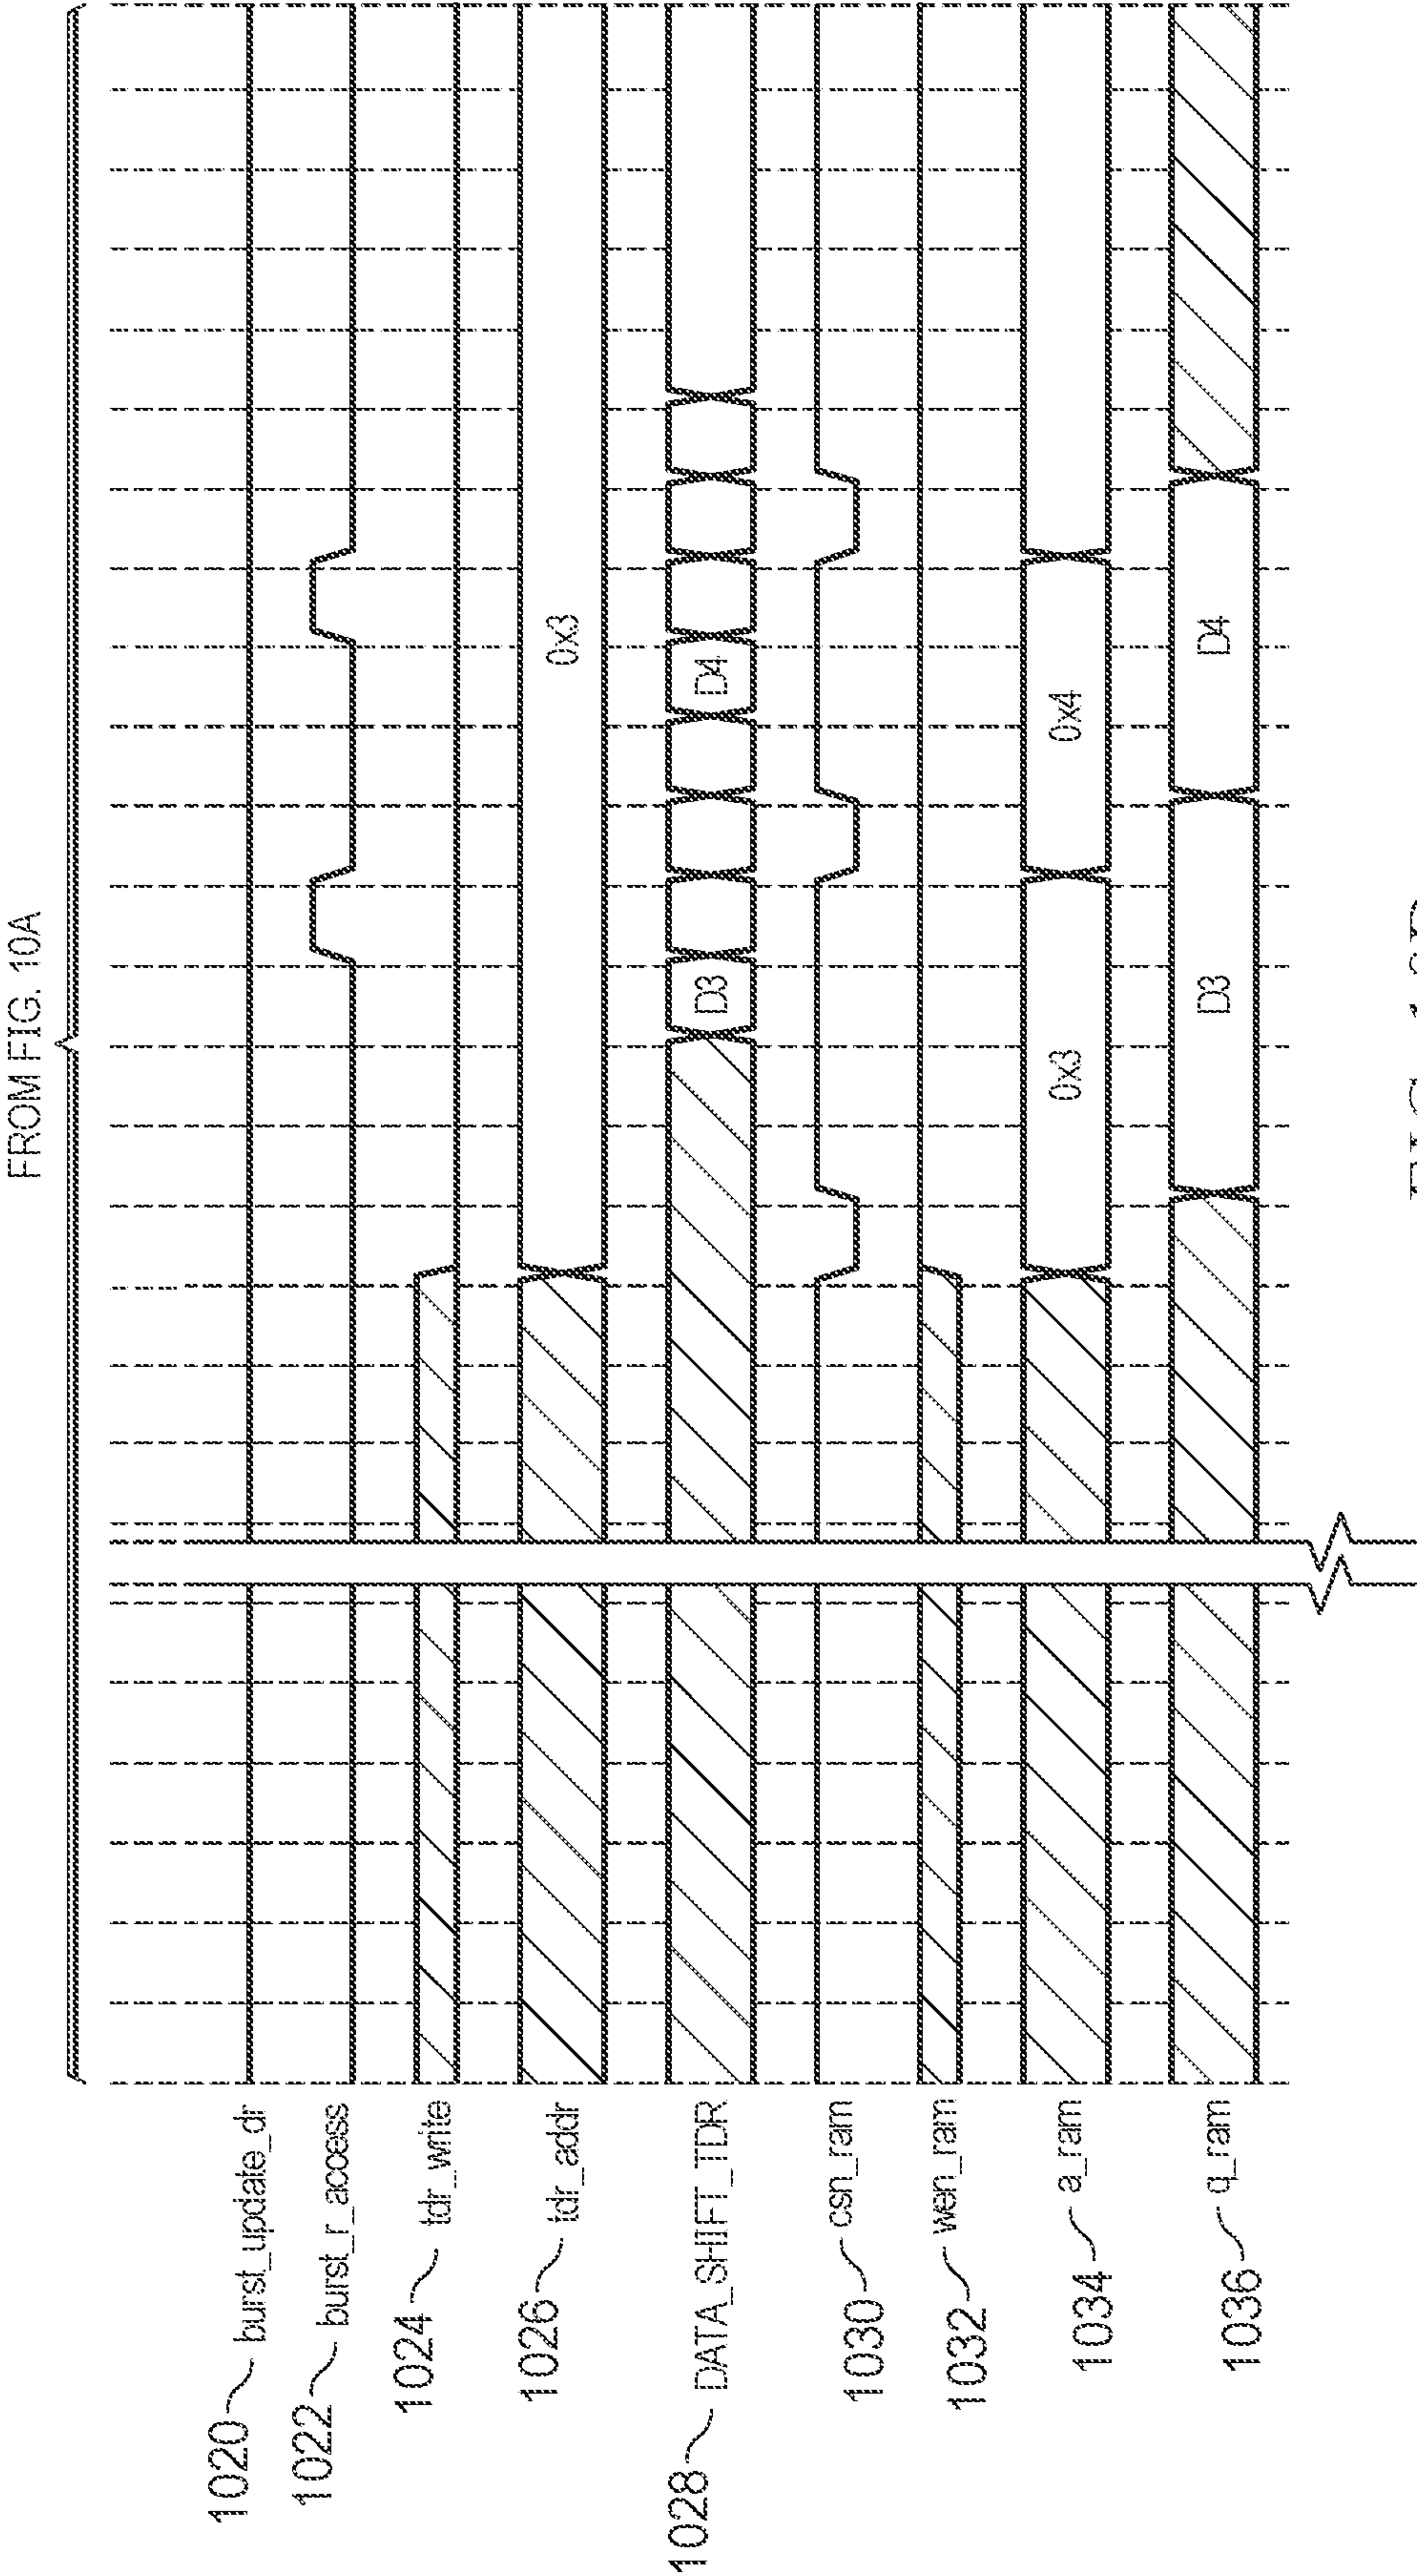 FROM FIG. 10A
1020 burst_update_dr
1022 burst_r_access
1024 tdr_write
1026 tdr_addr
0x3
1028 DATA_SHIFT_TDR
D3
D4
1030 csn_ram
1032 wen_ram
1034 a_ram
0x3
0x4
1036 q_ram
D3
D4